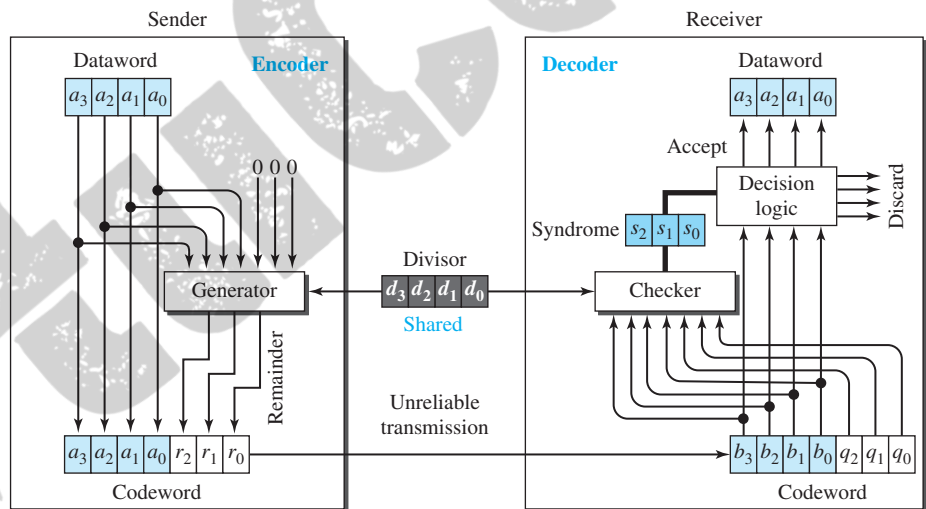 Sender
Receiver
Dataword
Encoder
a3 a2 a1 a0
0 0 0
Generator
Remainder
a3 a2 a1 a0 r2 r1 r0
Codeword
Divisor
d3 d2 d1 d0
Shared
Unreliable
transmission
Decoder
Dataword
a3 a2 a1 a0
Accept
Decision
logic
Discard
Syndrome
s2 s1 s0
Checker
b3 b2 b1 b0 q2 q1 q0
Codeword